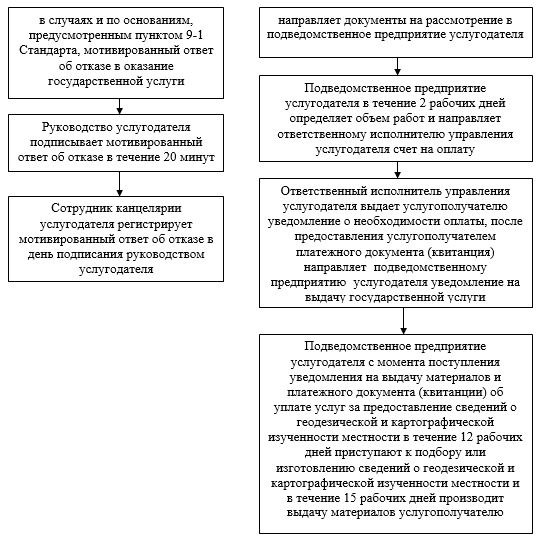 в случаях и по основаниям,
предусмотренным пунктом 9-1
Стандарта, мотивированный ответ
об отказе в оказание
государственной услуги
Руководство услугодателя
подписывает мотивированный
ответ об отказе в течение 20 минут
Сотрудник канцелярии
услугодателя регистрирует
мотивированный ответ об отказе в
день подписания руководством
услугодателя
направляет документы на рассмотрение в
подведомственное предприятие услугодателя
Подведомственное предприятие
услугодателя в течение 2 рабочих дней
определяет объем работ и направляет
ответственному исполнителю управления
услугодателя счет на оплату
Ответственный исполнитель управления
услугодателя выдает услугополучателю
уведомление о необходимости оплаты, после
предоставления услугополучателем
платежного документа (квитанция)
направляет подведомственному
предприятию услугодателя уведомление на
выдачу государственной услуги
Подведомственное предприятие
услугодателя с момента поступления
уведомления на выдачу материалов и
платежного документа (квитанции) об
уплате услуг за предоставление сведений о
геодезической и картографической
изученности местности в течение 12 рабочих
дней приступают к подбору или
изготовлению сведений о геодезической и
картографической изученности местности и
в течение 15 рабочих дней производит
выдачу материалов услугополучателю